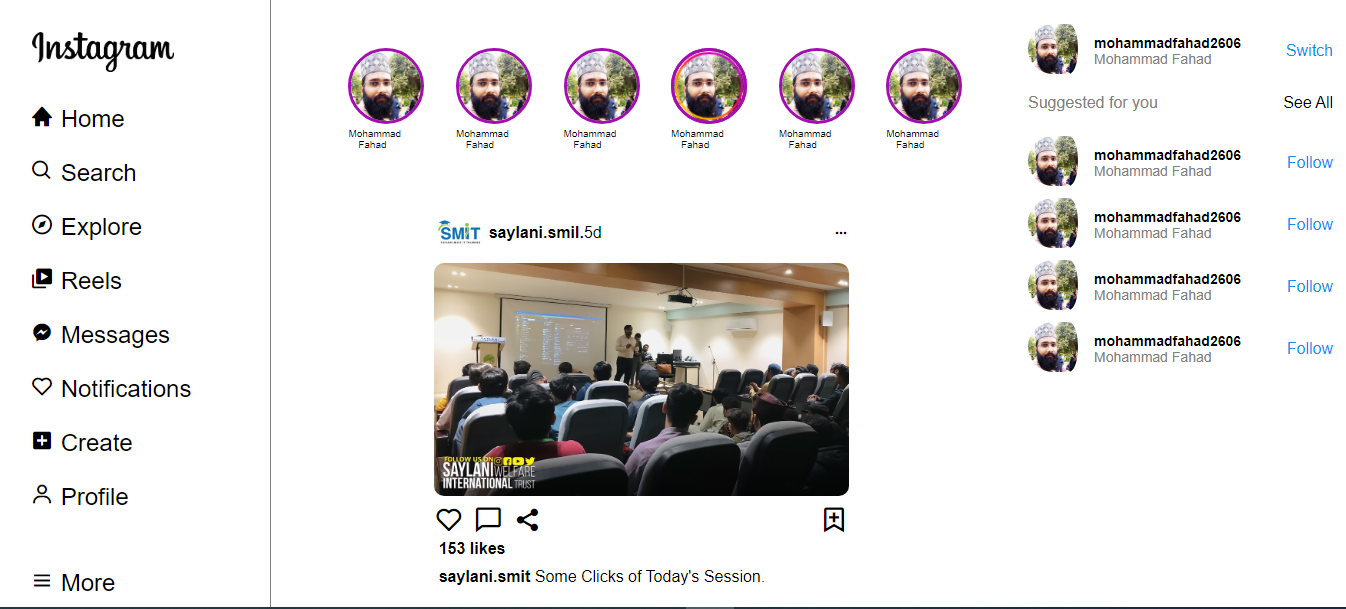 Instagram
Home
Search
Explore
Reels
Messages
Notifications
Create
Profile
More
Mohammad
Fahad
Mohammad
Fahad
Mohammad
Fahad
Mohammad
Fahad
Mohammad
Fahad
Mohammad
Fahad
SMIT
saylani.smil.5d
...
FOLLOW US ON
SAYLANI WELFARE
INTERNATIONAL TRUST
153 likes
saylani.smit Some Clicks of Today's Session.
mohammadfahad2606
Mohammad Fahad
Switch
Suggested for you
See All
mohammadfahad2606
Mohammad Fahad
Follow
mohammadfahad2606
Mohammad Fahad
Follow
mohammadfahad2606
Mohammad Fahad
Follow
mohammadfahad2606
Mohammad Fahad
Follow